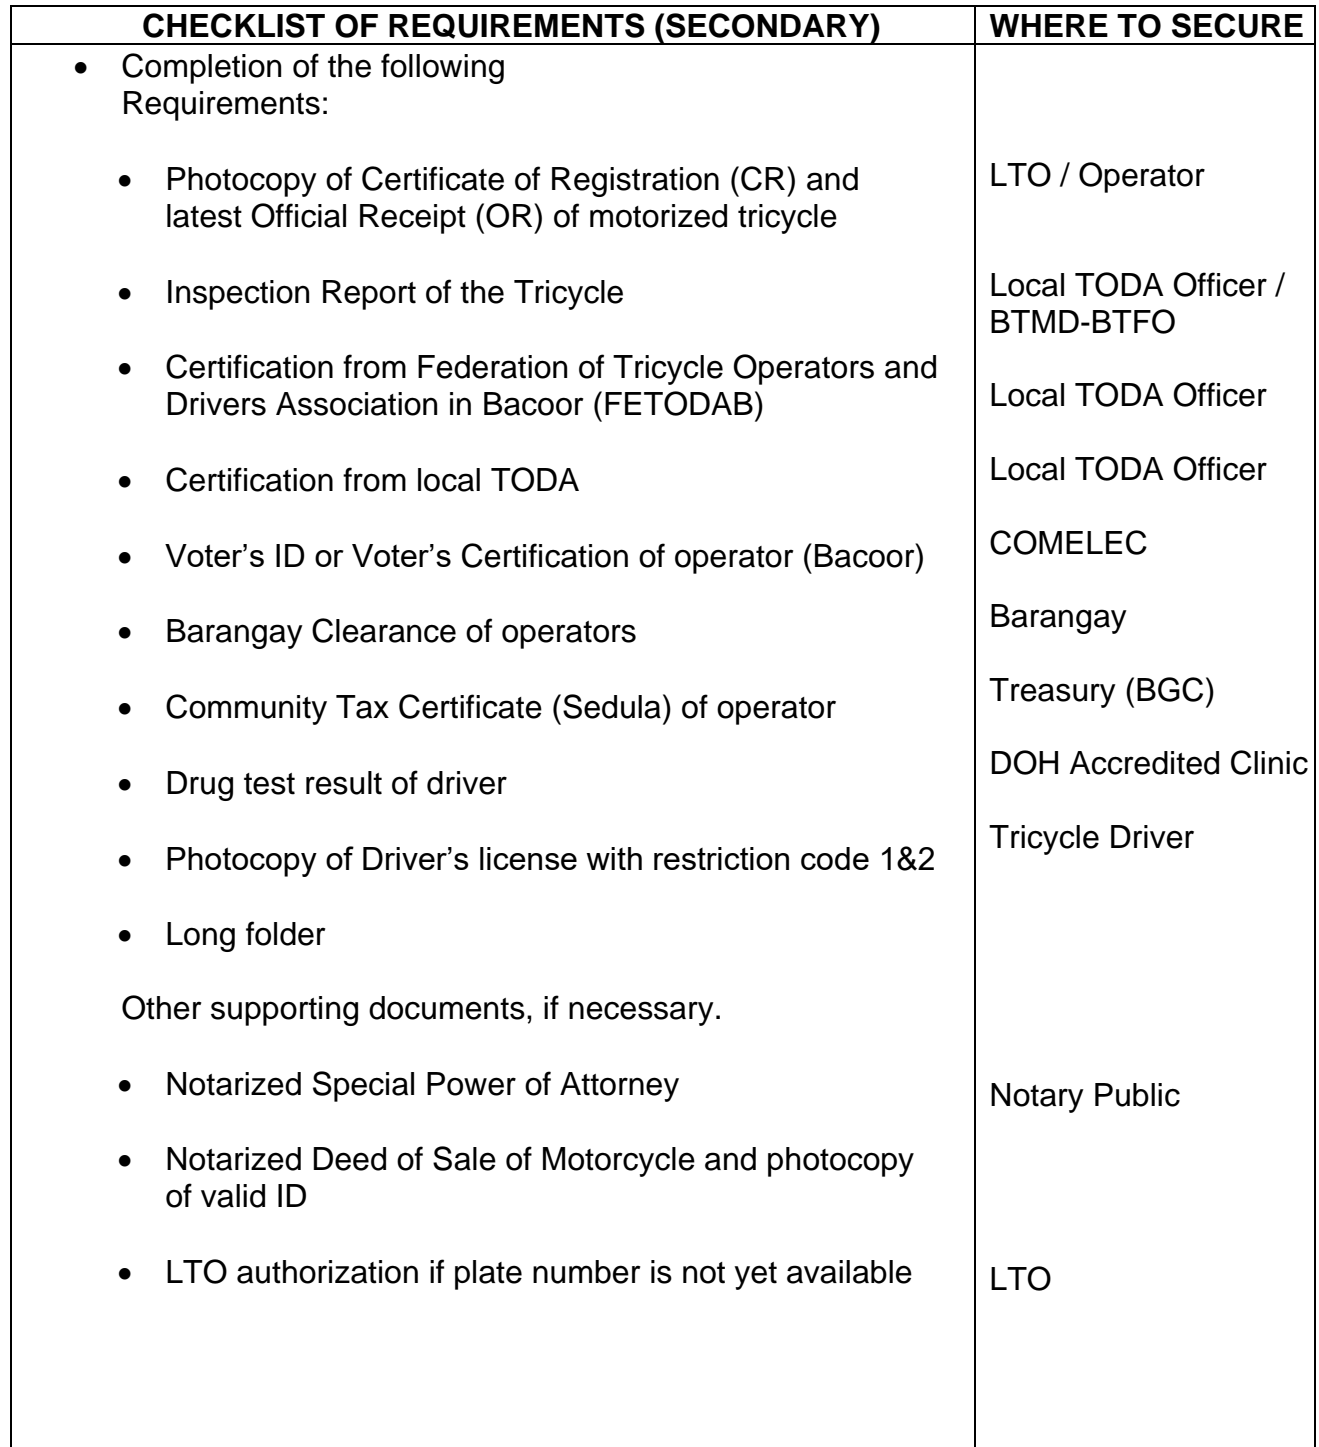 CHECKLIST OF REQUIREMENTS (SECONDARY) WHERE TO SECURE
• Completion of the following
Requirements:
• Photocopy of Certificate of Registration (CR) and
latest Official Receipt (OR) of motorized tricycle
LTO / Operator
• Inspection Report of the Tricycle
Local TODA Officer /
BTMD-BTFO
• Certification from Federation of Tricycle Operators and
Drivers Association in Bacoor (FETODAB)
Local TODA Officer
• Certification from local TODA
Local TODA Officer
• Voter’s ID or Voter’s Certification of operator (Bacoor)
COMELEC
• Barangay Clearance of operators
Barangay
• Community Tax Certificate (Sedula) of operator
Treasury (BGC)
• Drug test result of driver
DOH Accredited Clinic
• Photocopy of Driver’s license with restriction code 1&2
Tricycle Driver
• Long folder
Other supporting documents, if necessary.
• Notarized Special Power of Attorney
Notary Public
• Notarized Deed of Sale of Motorcycle and photocopy
of valid ID
• LTO authorization if plate number is not yet available
LTO